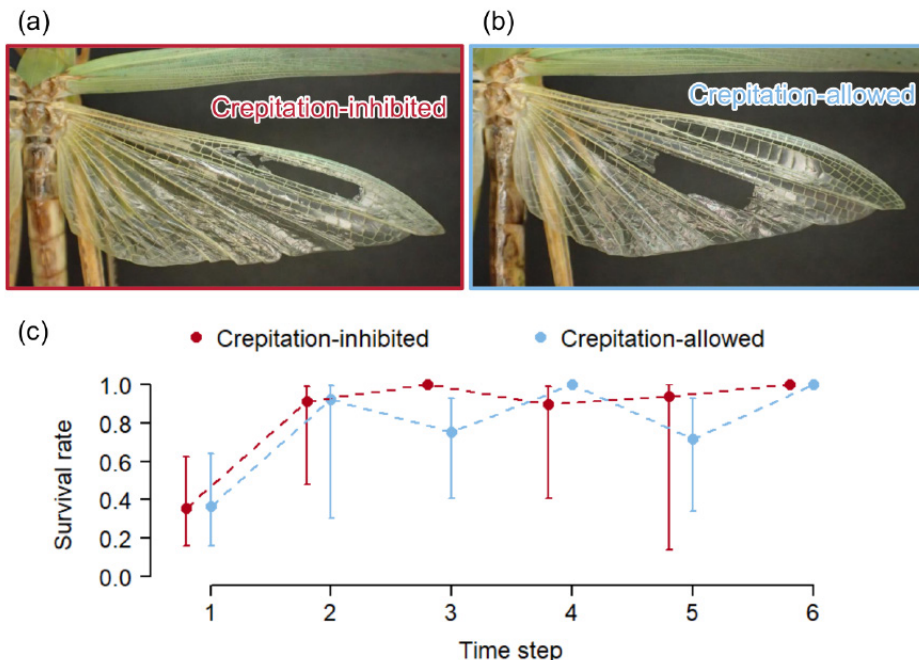 (a)
(b)
Crepitation-inhibited
Crepitation-allowed
(c)
Crepitation-inhibited
Crepitation-allowed
1.0
0.8
0.6
0.4
0.2
0.0
Survival rate
1 2 3 4 5 6
Time step